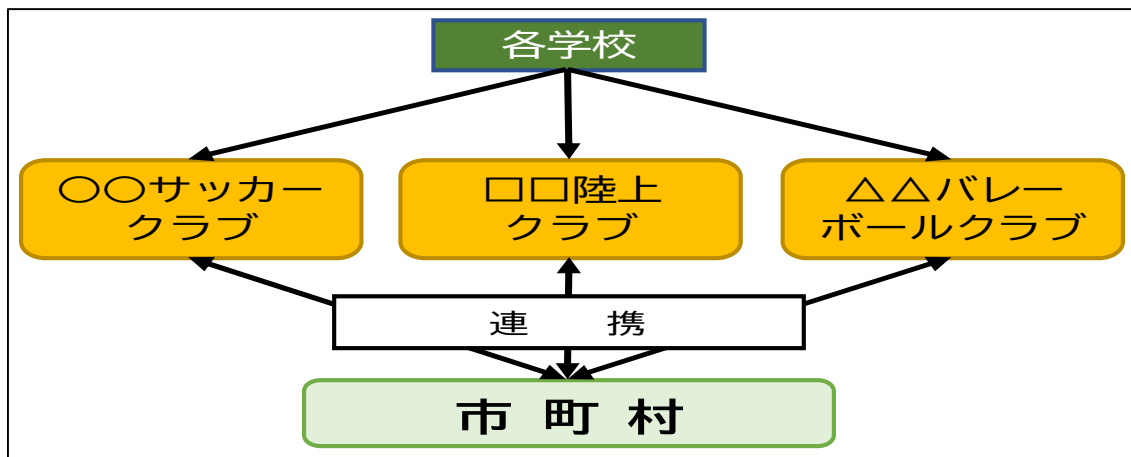 各学校
〇〇サッカー
クラブ
□□陸上
クラブ
△△バレー
ボールクラブ
連　　携
市 町 村